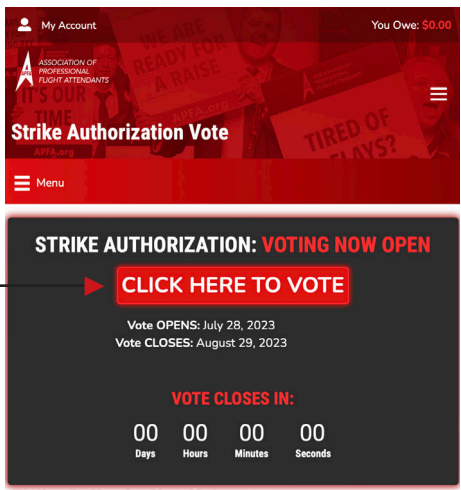 My Account
You Owe: $0.00
ASSOCIATION OF
PROFESSIONAL
FLIGHT ATTENDANTS
APFA
WE ARE
READY FOR
A RAISE
APFA.org
IT'S OUR
TIME
APFA.org
TIRED OF
Strike Authorization Vote
Menu
STRIKE AUTHORIZATION: VOTING NOW OPEN
CLICK HERE TO VOTE
Vote OPENS: July 28, 2023
Vote CLOSES: August 29, 2023
VOTE CLOSES IN:
00 00 00 00
Days Hours Minutes Seconds